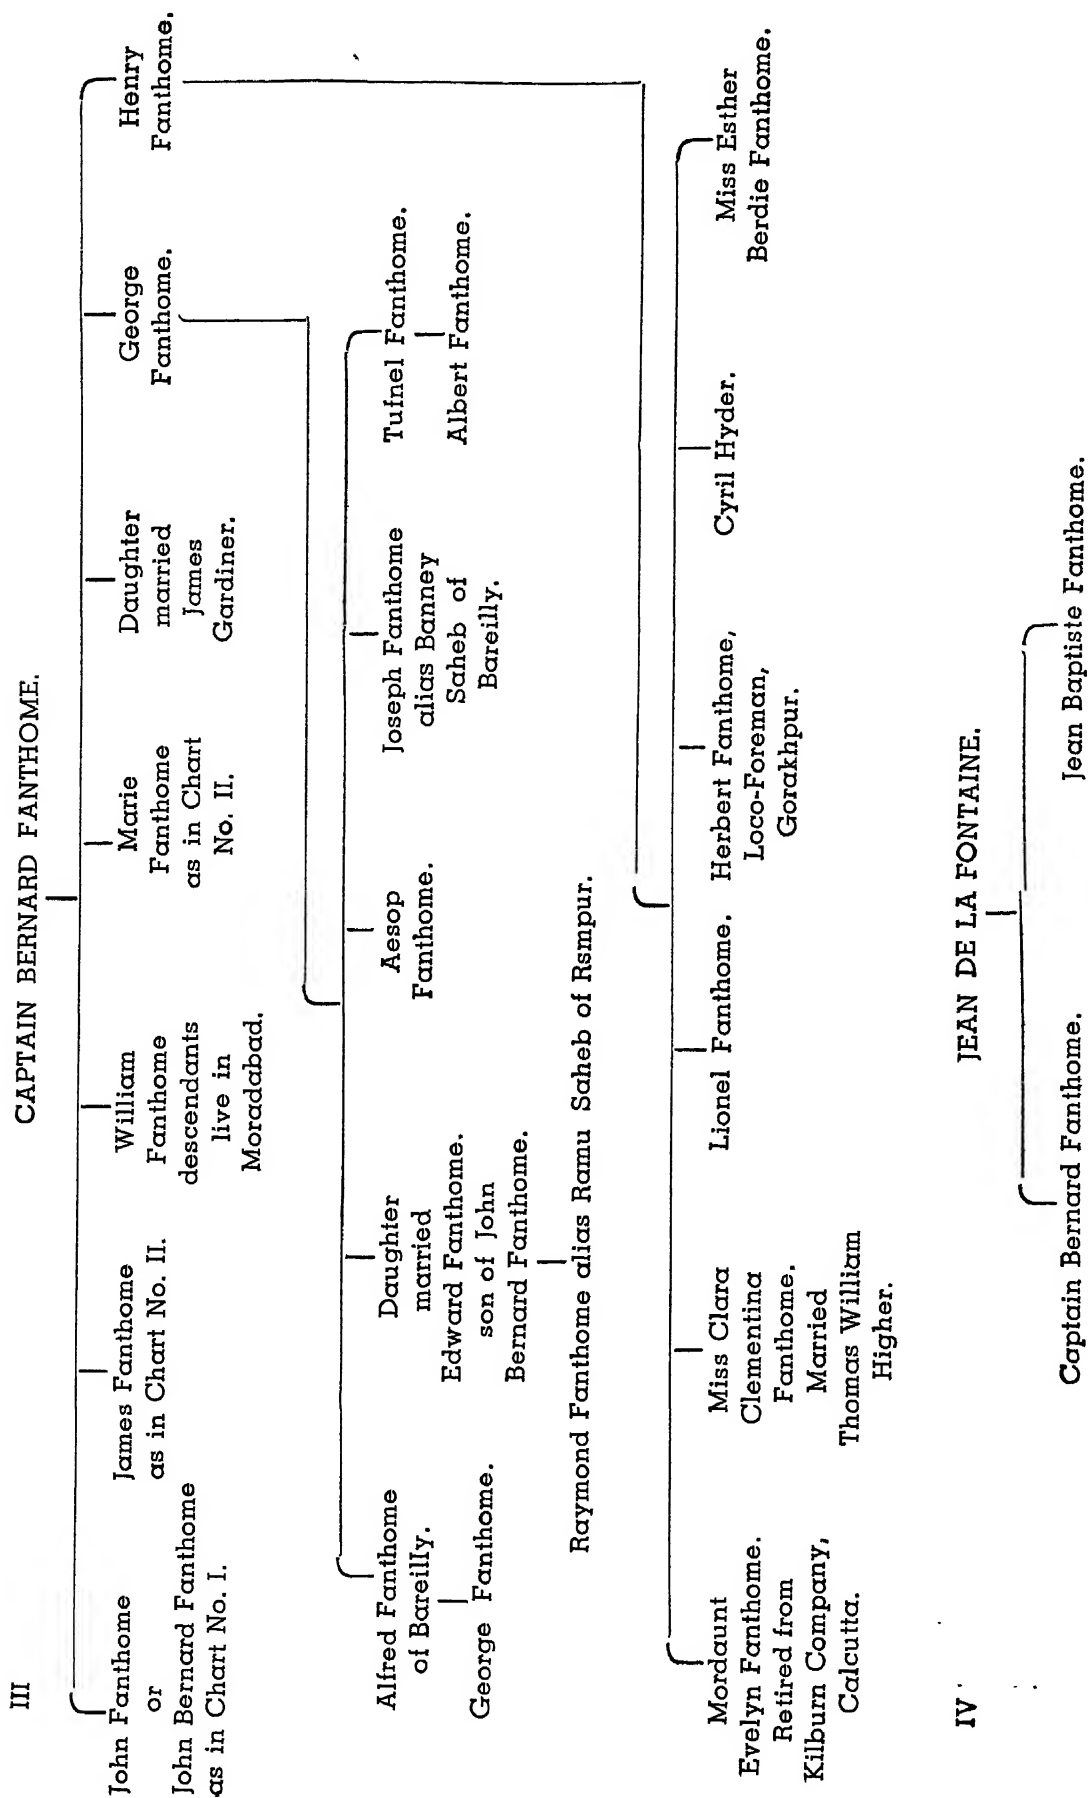 III
CAPTAIN BERNARD FANTHOME.
John Fanthome
or
John Bernard Fanthome
as in Chart No. I.
James Fanthome
as in Chart No. II.
William
Fanthome
descendants
live in
Moradabad.
Marie
Fanthome
as in Chart
No. II.
Daughter
married
James
Gardiner.
George
Fanthome.
Henry
Fanthome.
Alfred Fanthome
of Bareilly.
George Fanthome.
Daughter
married
Edward Fanthome.
son of John
Bernard Fanthome.
Raymond Fanthome alias Ramu Saheb of Rsmpur.
Aesop
Fanthome.
Joseph Fanthome
alias Banney
Saheb of
Bareilly.
Tufnel Fanthome.
Albert Fanthome.
Mordaunt
Evelyn Fanthome.
Retired from
Kilburn Company,
Calcutta.
Miss Clara
Clementina
Fanthome.
Married
Thomas William
Higher.
Lionel Fanthome.
Herbert Fanthome,
Loco-Foreman,
Gorakhpur.
Cyril Hyder.
Miss Esther
Berdie Fanthome.
IV
JEAN DE LA FONTAINE.
Captain Bernard Fanthome.
Jean Baptiste Fanthome.